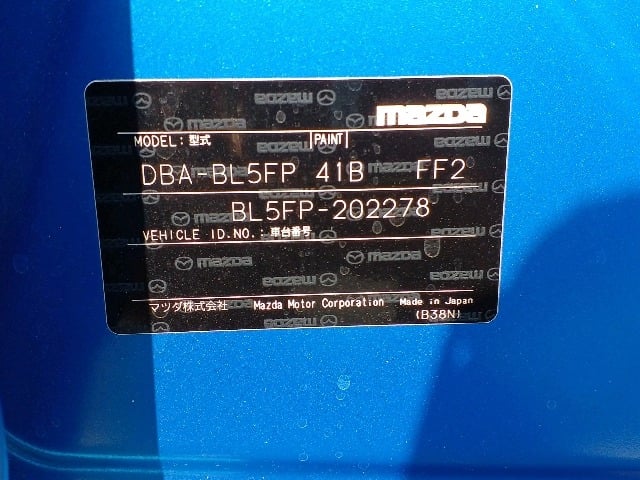 mazda
MODEL: 型式 PAINT
DBA-BL5FP 41B FF2
BL5FP-202278
VEHICLE ID.NO.: 車台番号
マツダ株式会社 Mazda Motor Corporation Made in Japan
(B38N)